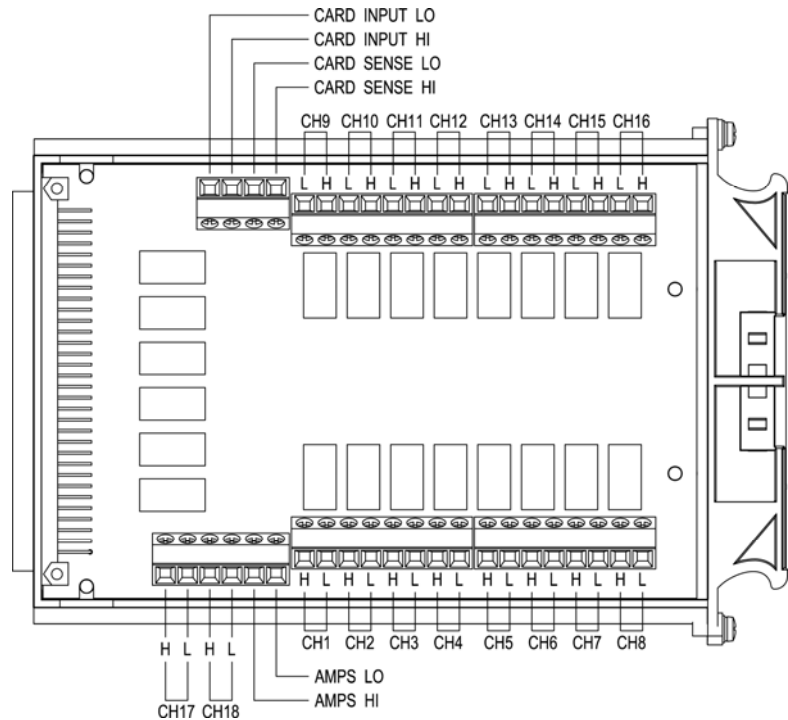 CARD INPUT LO
CARD INPUT HI
CARD SENSE LO
CARD SENSE HI
CH9 CH10 CH11 CH12 CH13 CH14 CH15 CH16
L H L H L H L H L H L H L H L H
H L H L H L H L H L H L H L H L
CH1 CH2 CH3 CH4 CH5 CH6 CH7 CH8
H L H L
AMPS LO
AMPS HI
CH17 CH18